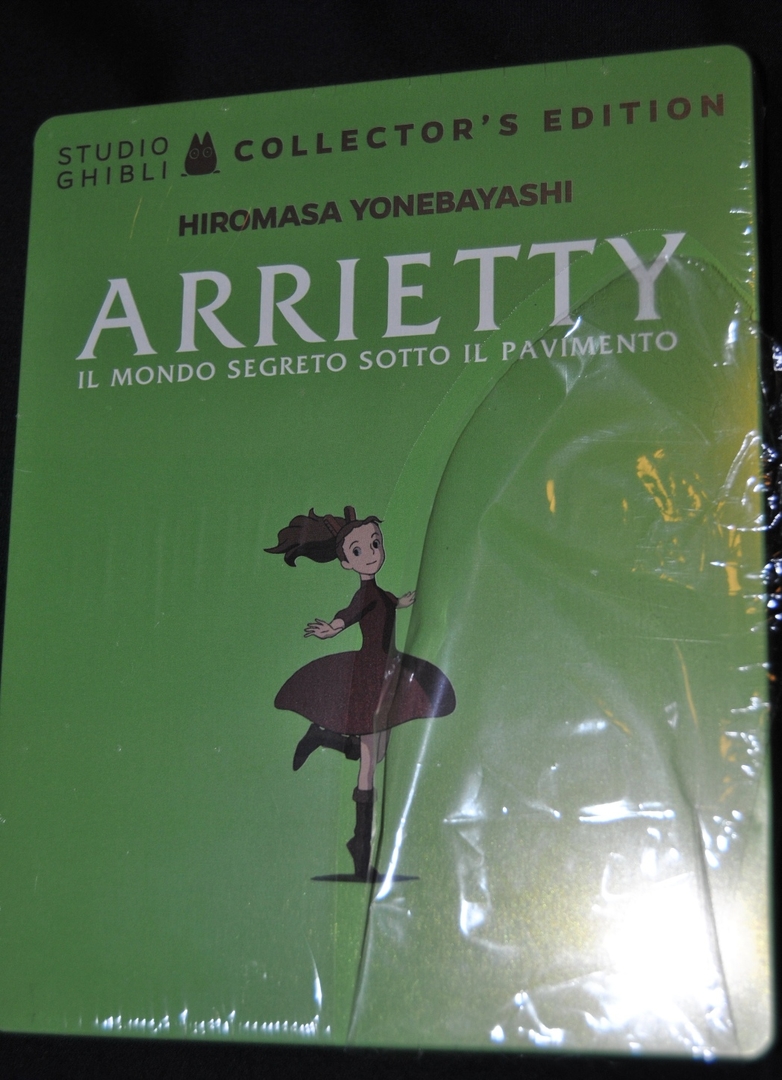 STUDIO GHIBLI COLLECTOR'S EDITION
HIROMASA YONEBAYASHI
ARRIETTY
IL MONDO SEGRETO SOTTO IL PAVIMENTO